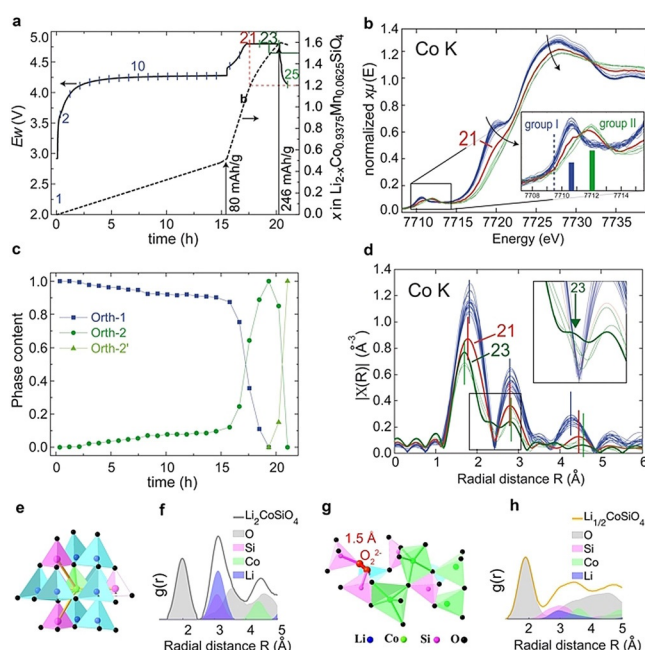 a
5.0
4.5
4.0
3.5
3.0
2.5
2.0
Ew (V)
0
5
10
15
20
time (h)
1.6
1.4
1.2
1.0
0.8
0.6
0.4
0.2
0.0
x in Li2-xCo0.9375Mn0.0625SiO4
1
2
10
21
23
25
b
80 mAh/g
246 mAh/g
b
Co K
1.4
1.2
1.0
0.8
0.6
0.4
0.2
0.0
normalized xμ(E)
7710
7715
7720
7725
7730
7735
Energy (eV)
21
group I
group II
7708
7710
7712
7714
c
1.0
0.8
0.6
0.4
0.2
0.0
Phase content
Orth-1
Orth-2
Orth-2'
0
5
10
15
20
time (h)
d
Co K
1.4
1.2
1.0
0.8
0.6
0.4
0.2
0.0
|X(R)| (Å-3
21
23
23
0
1
2
3
4
5
6
Radial distance R (Å)
e
f
Li2CoSiO4
O
Si
Co
Li
g(r)
1
2
3
4
5
Radial distance R (Å)
g
1.5 Å
O22-
Li
Co
Si
O
h
Li1/2CoSiO4
O
Si
Co
Li
g(r)
1
2
3
4
5
Radial distance R (Å)